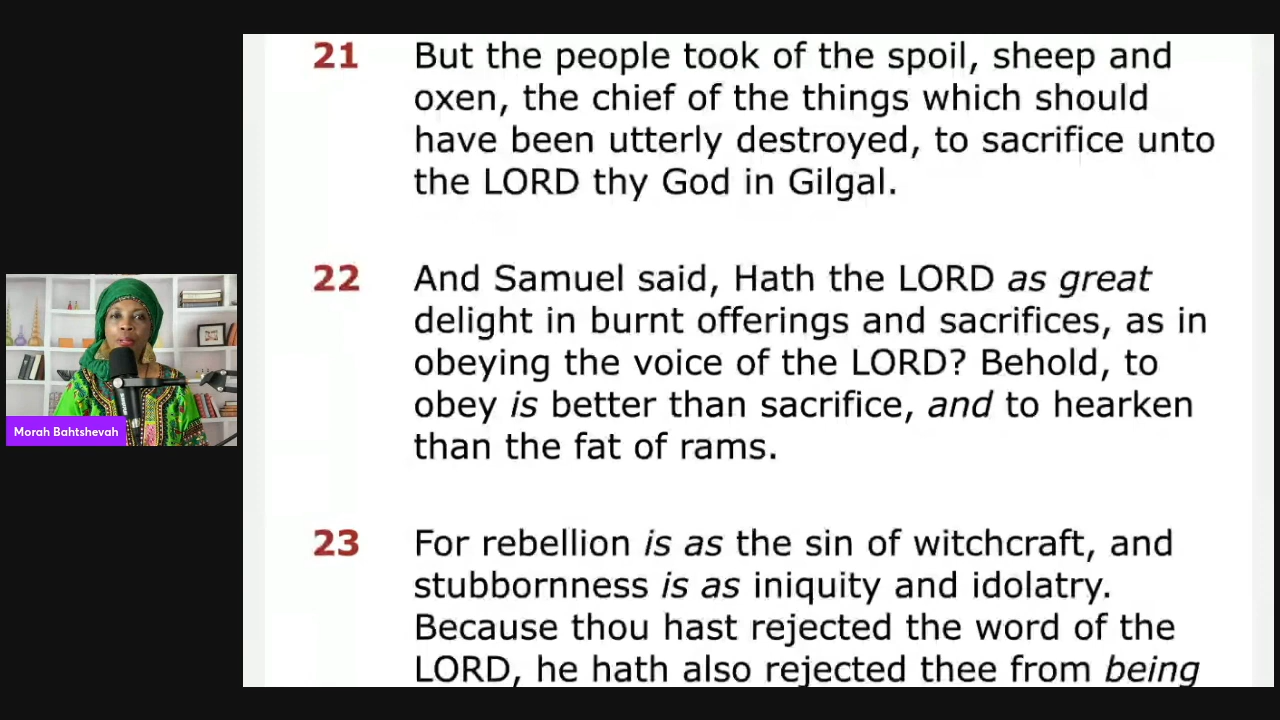 21 But the people took of the spoil, sheep and
oxen, the chief of the things which should
have been utterly destroyed, to sacrifice unto
the LORD thy God in Gilgal.
22 And Samuel said, Hath the LORD as great
delight in burnt offerings and sacrifices, as in
obeying the voice of the LORD? Behold, to
obey is better than sacrifice, and to hearken
than the fat of rams.
23 For rebellion is as the sin of witchcraft, and
stubbornness is as iniquity and idolatry.
Because thou hast rejected the word of the
LORD, he hath also rejected thee from being
Morah Bahtshevah